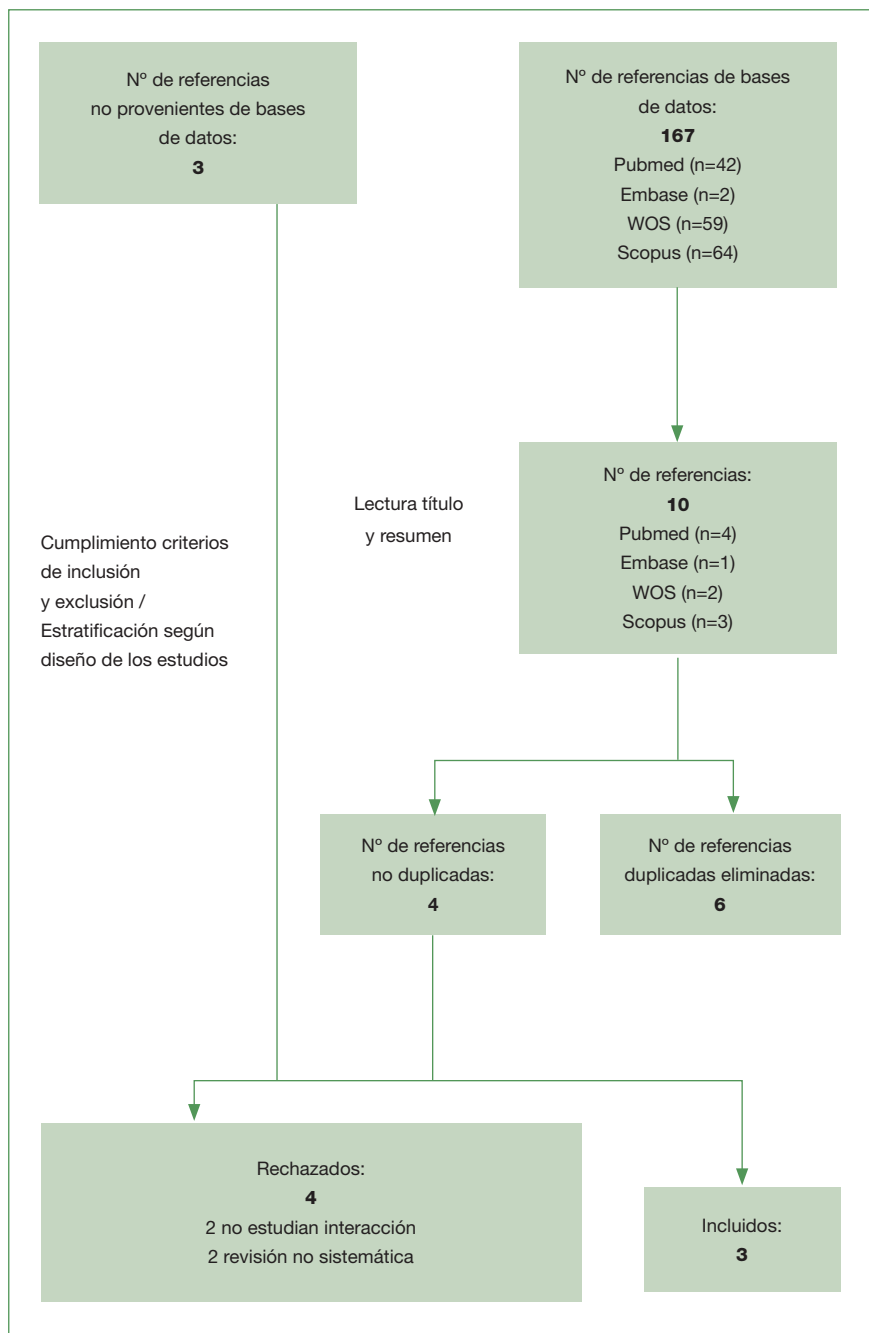 Nº de referencias
no provenientes de bases
de datos:
3
Nº de referencias de bases
de datos:
167
Pubmed (n=42)
Embase (n=2)
WOS (n=59)
Scopus (n=64)
Lectura título
y resumen
Nº de referencias:
10
Pubmed (n=4)
Embase (n=1)
WOS (n=2)
Scopus (n=3)
Cumplimiento criterios
de inclusión
y exclusión /
Estratificación según
diseño de los estudios
Nº de referencias
no duplicadas:
4
Nº de referencias
duplicadas eliminadas:
6
Rechazados:
4
2 no estudian interacción
2 revisión no sistemática
Incluidos:
3